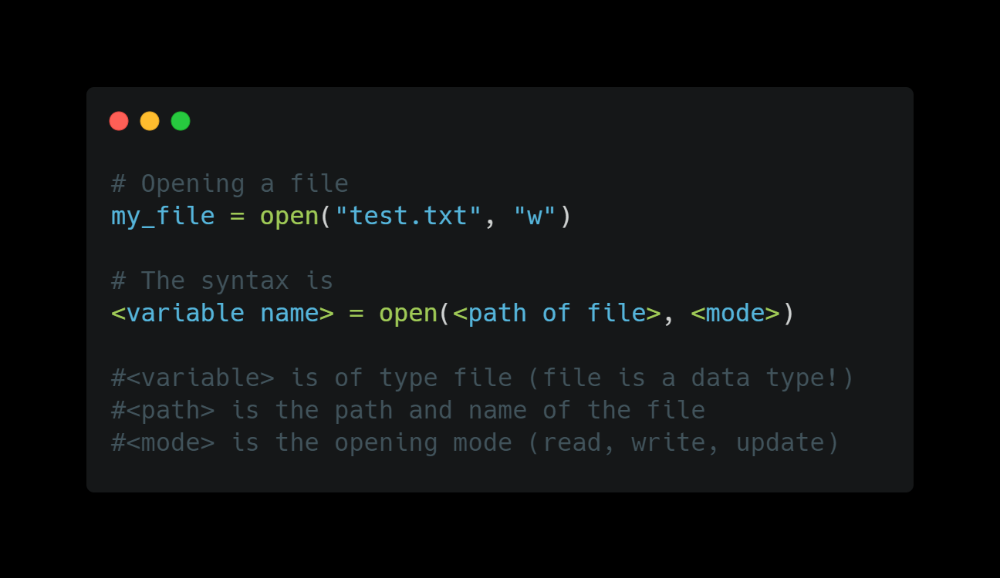 # Opening a file
my_file = open("test.txt", "w")
# The syntax is
<variable name> = open(<path of file>, <mode>)
#<variable> is of type file (file is a data type!)
#<path> is the path and name of the file
#<mode> is the opening mode (read, write, update)